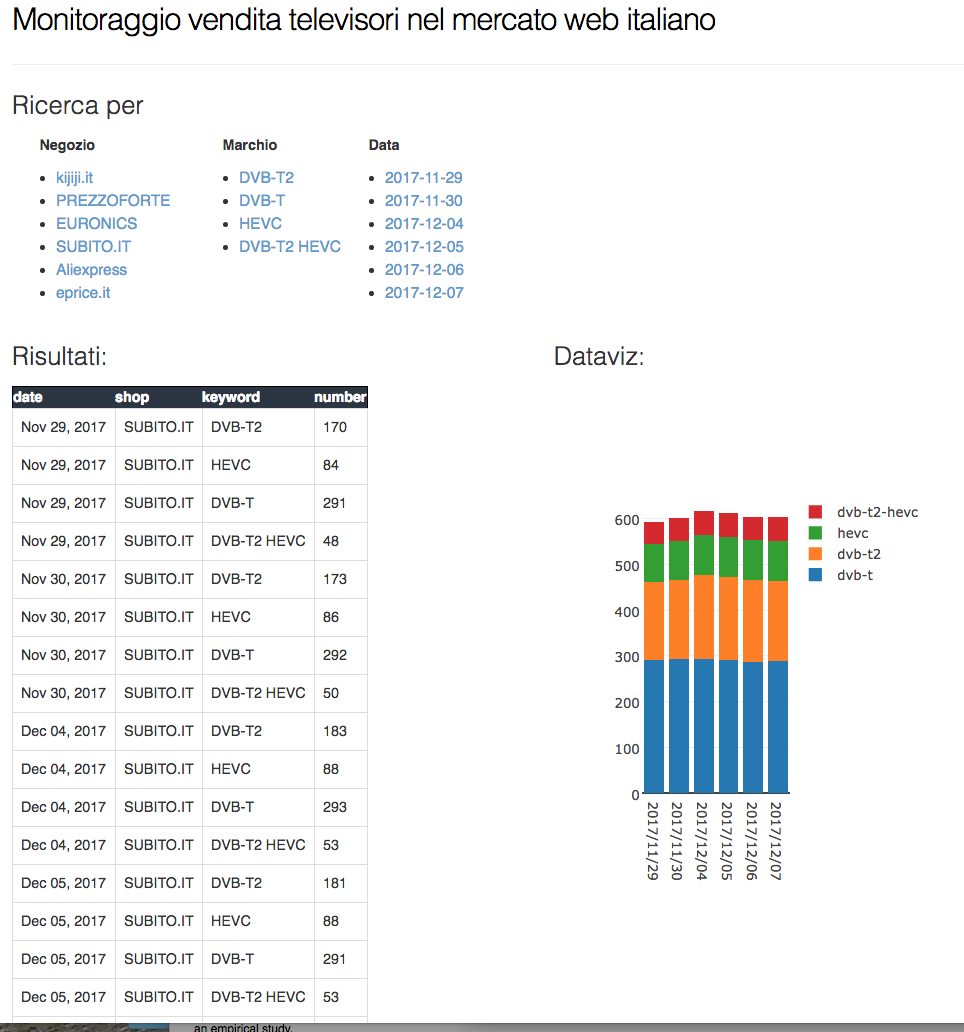 Monitoraggio vendita televisori nel mercato web italiano
Ricerca per
Negozio Marchio Data
kijiji.it DVB-T2 2017-11-29
PREZZOFORTE DVB-T 2017-11-30
EURONICS HEVC 2017-12-04
SUBITO.IT DVB-T2 HEVC 2017-12-05
Aliexpress 2017-12-06
eprice.it 2017-12-07
Risultati:
date shop keyword number
Nov 29, 2017 SUBITO.IT DVB-T2 170
Nov 29, 2017 SUBITO.IT HEVC 84
Nov 29, 2017 SUBITO.IT DVB-T 291
Nov 29, 2017 SUBITO.IT DVB-T2 HEVC 48
Nov 30, 2017 SUBITO.IT DVB-T2 173
Nov 30, 2017 SUBITO.IT HEVC 86
Nov 30, 2017 SUBITO.IT DVB-T 292
Nov 30, 2017 SUBITO.IT DVB-T2 HEVC 50
Dec 04, 2017 SUBITO.IT DVB-T2 183
Dec 04, 2017 SUBITO.IT HEVC 88
Dec 04, 2017 SUBITO.IT DVB-T 293
Dec 04, 2017 SUBITO.IT DVB-T2 HEVC 53
Dec 05, 2017 SUBITO.IT DVB-T2 181
Dec 05, 2017 SUBITO.IT HEVC 88
Dec 05, 2017 SUBITO.IT DVB-T 291
Dec 05, 2017 SUBITO.IT DVB-T2 HEVC 53
Dataviz:
600
500
400
300
200
100
0
2017/11/29
2017/11/30
2017/12/04
2017/12/05
2017/12/06
2017/12/07
dvb-t2-hevc
hevc
dvb-t2
dvb-t
an empirical study.